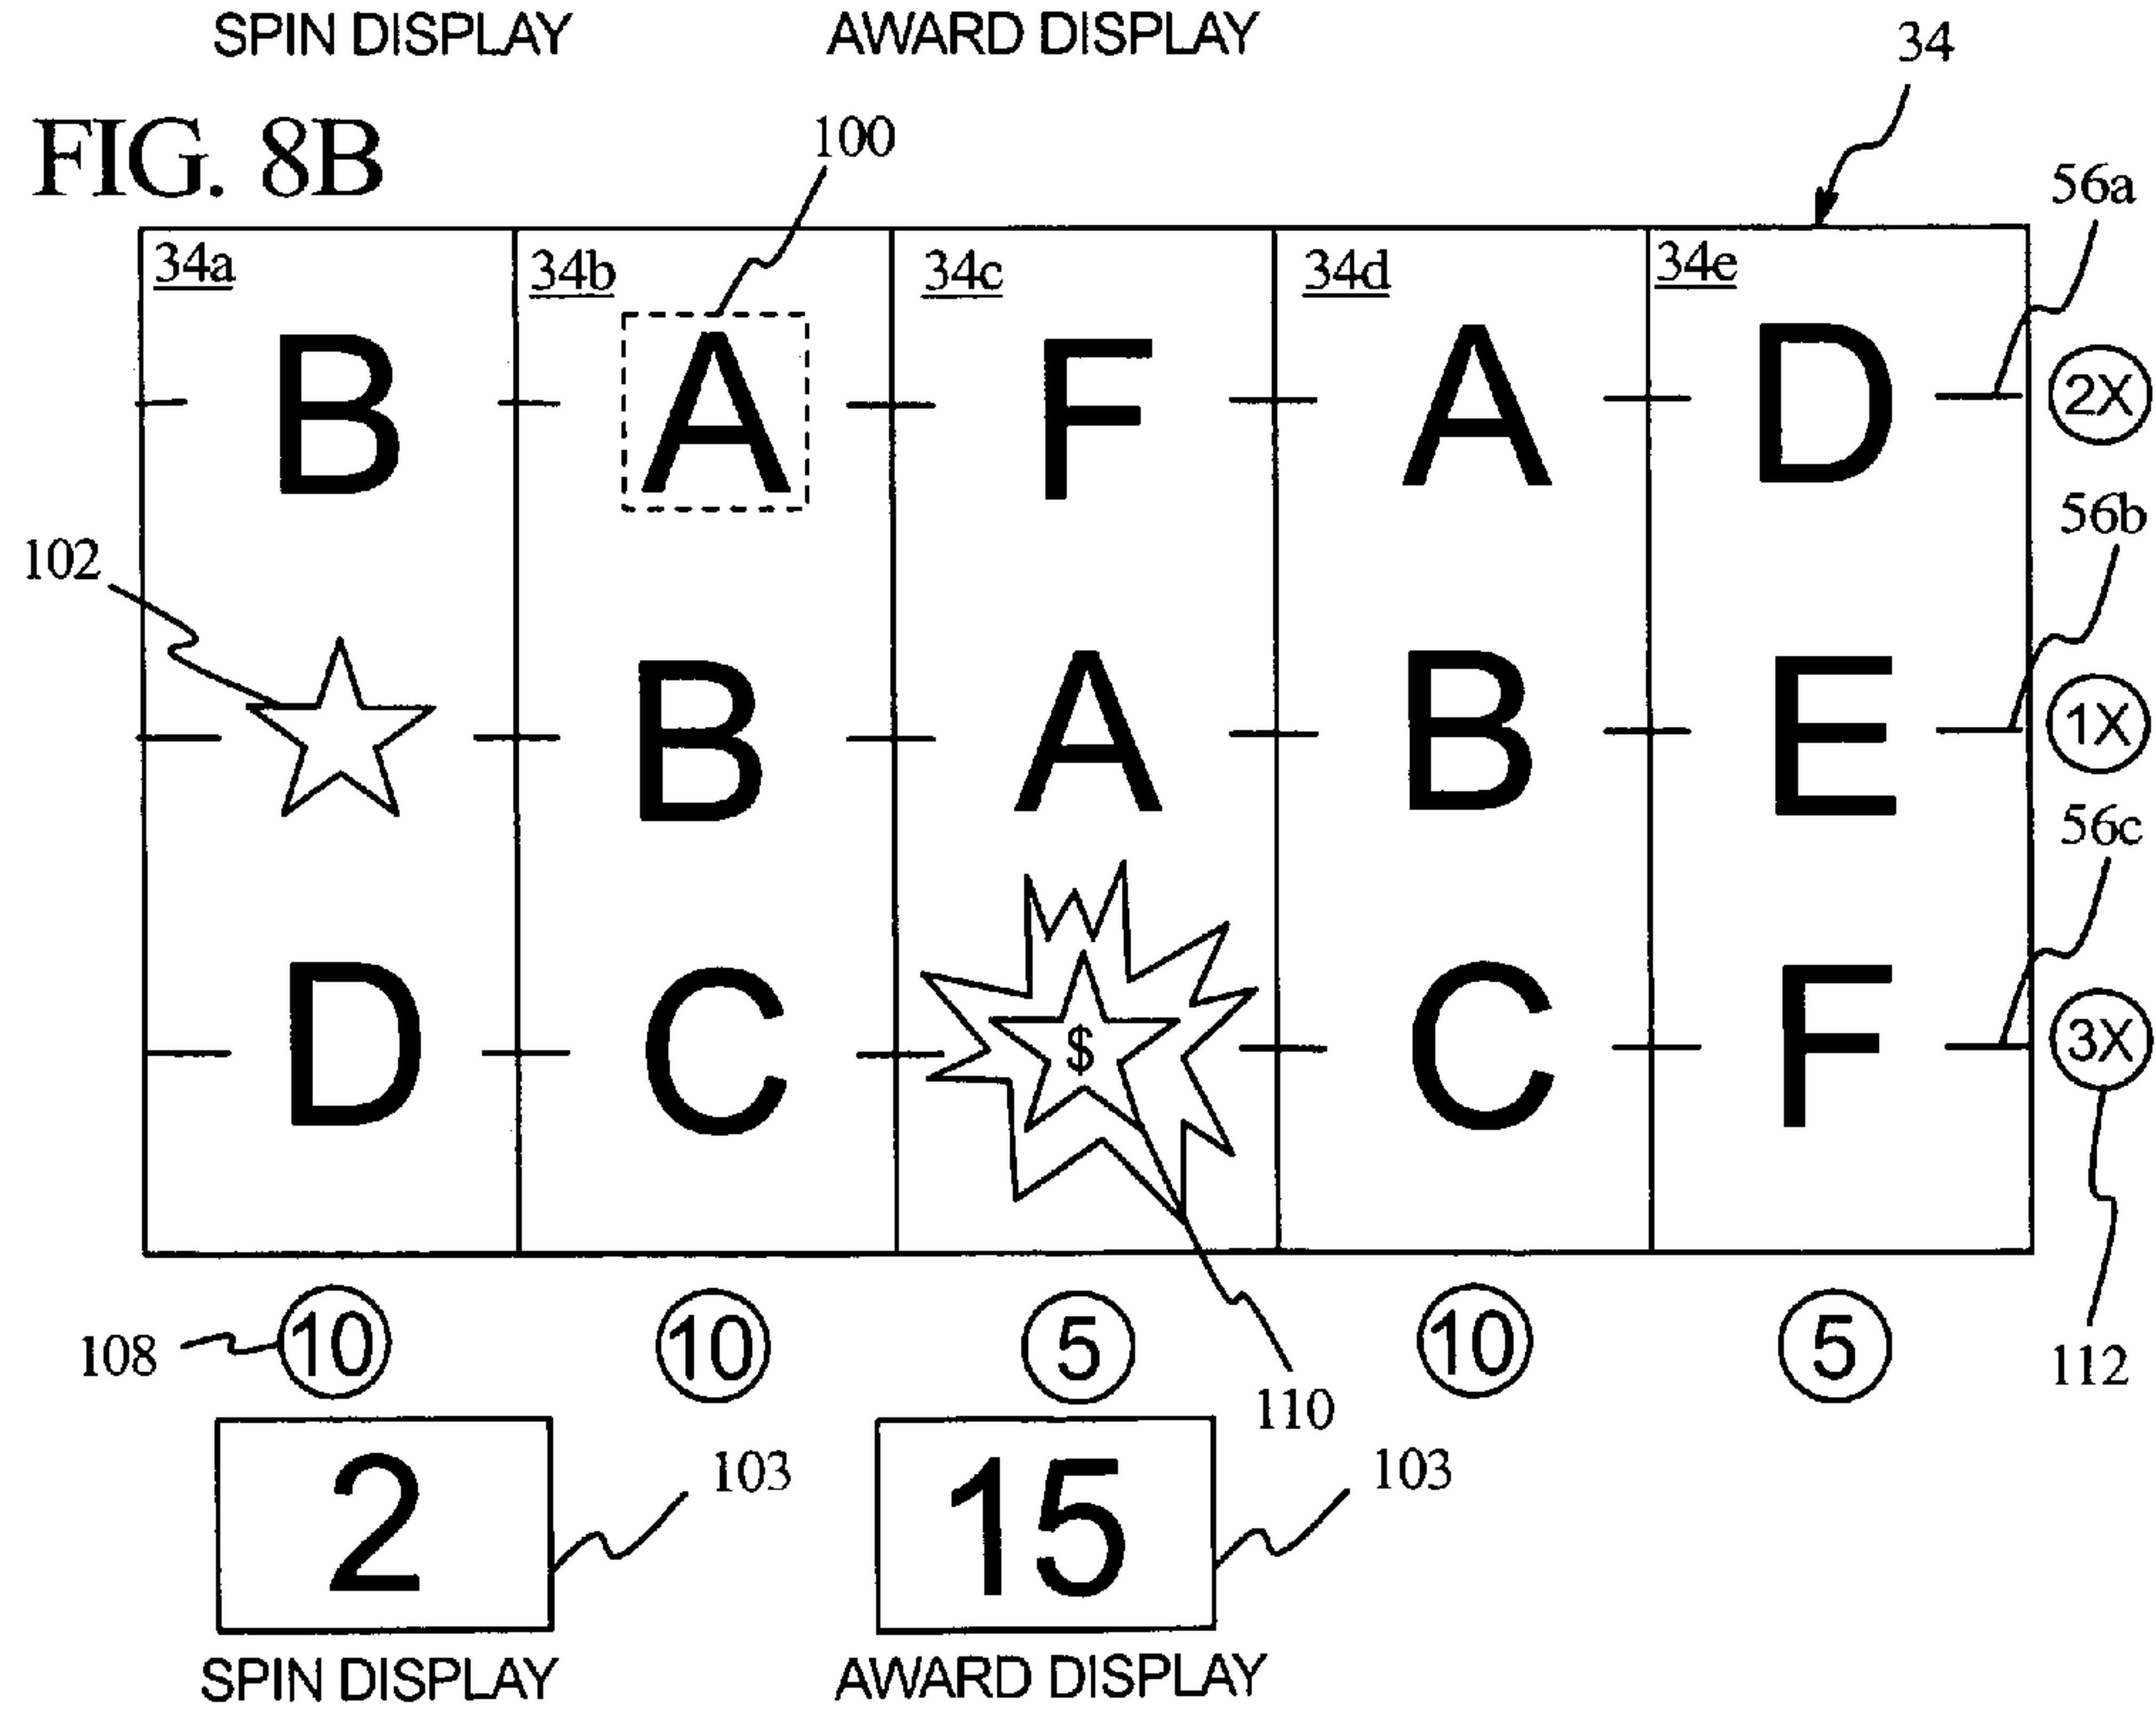 SPIN DISPLAY AWARD DISPLAY
34
FIG. 8B
100
56a
34a 34b 34c 34d 34e
B A F A D 2X
56b
102
B A B E 1X
56c
D C $ C F 3X
108 10 10 5 10 5
110
112
2 103 15 103
SPIN DISPLAY AWARD DISPLAY